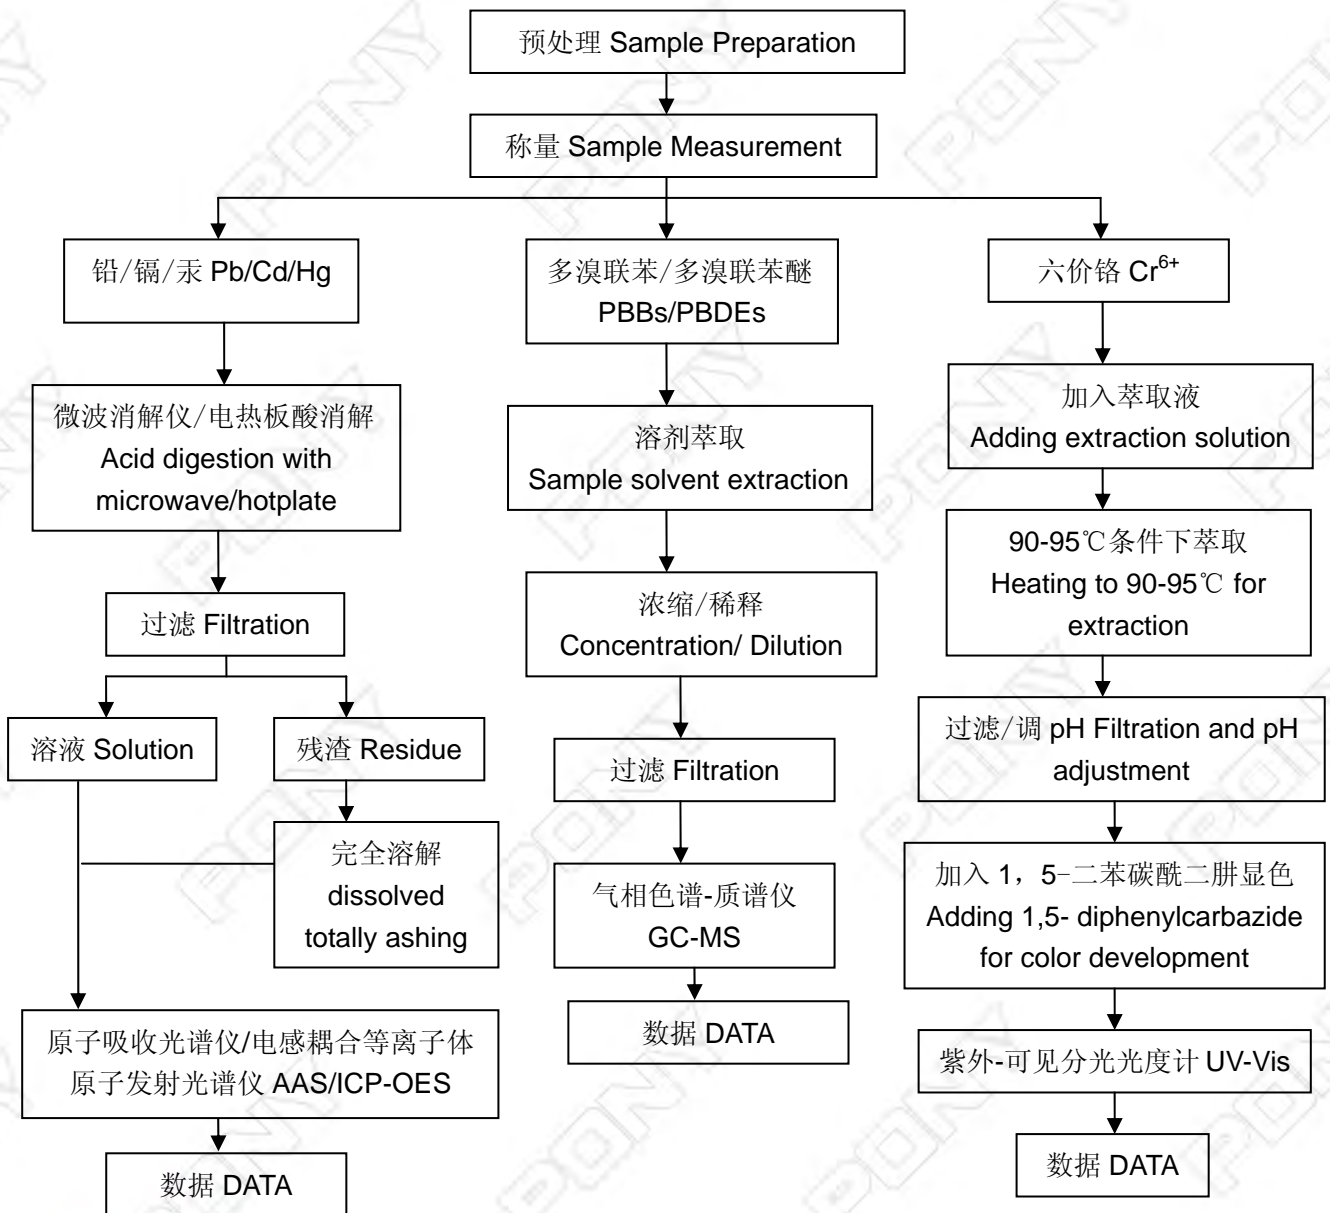 预处理 Sample Preparation
称量 Sample Measurement
铅/镉/汞 Pb/Cd/Hg
微波消解仪/电热板酸消解
Acid digestion with
microwave/hotplate
过滤 Filtration
溶液 Solution
残渣 Residue
完全溶解
dissolved
totally ashing
原子吸收光谱仪/电感耦合等离子体
原子发射光谱仪 AAS/ICP-OES
数据 DATA
多溴联苯/多溴联苯醚
PBBs/PBDEs
溶剂萃取
Sample solvent extraction
浓缩/稀释
Concentration/ Dilution
过滤 Filtration
气相色谱-质谱仪
GC-MS
数据 DATA
六价铬 Cr⁶⁺
加入萃取液
Adding extraction solution
90-95℃条件下萃取
Heating to 90-95℃ for
extraction
过滤/调 pH Filtration and pH
adjustment
加入 1，5-二苯碳酰二肼显色
Adding 1,5- diphenylcarbazide
for color development
紫外-可见分光光度计 UV-Vis
数据 DATA
PONY